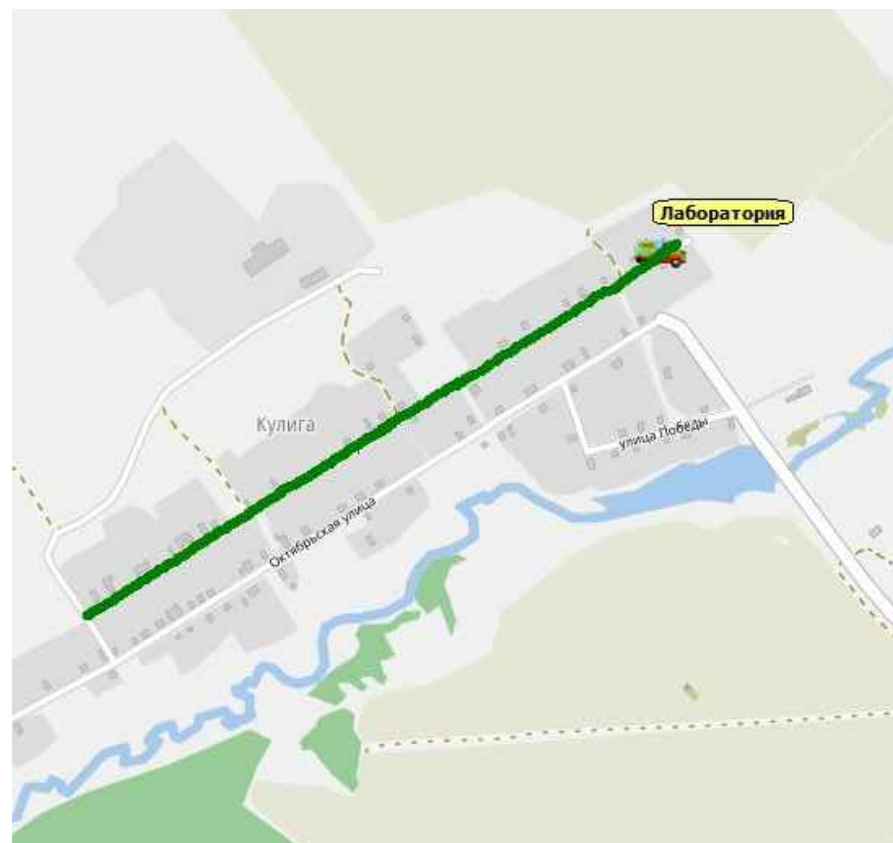 Лаборатория
Кулига
улица Победы
Октябрьская улица